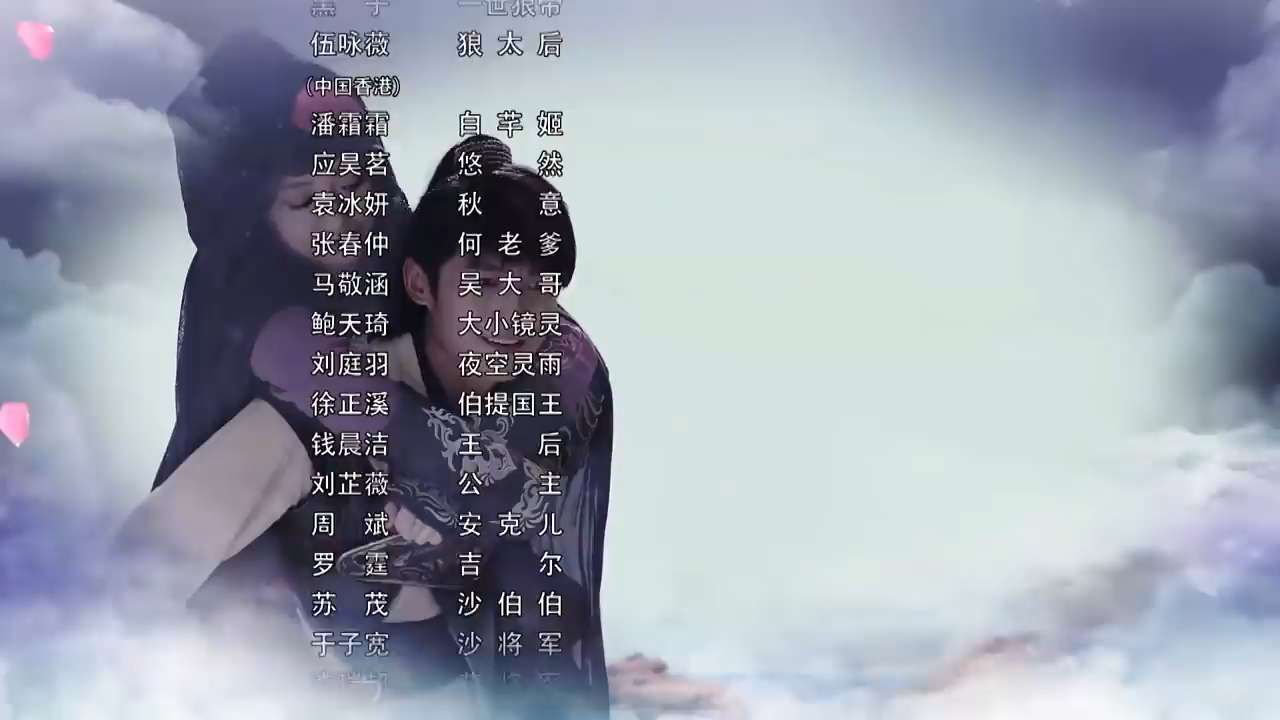 伍咏薇 狼太后
(中国香港)
潘霜霜 白芊姬
应昊茗 悠然
袁冰妍 秋意
张春仲 何老爹
马敬涵 吴大哥
鲍天琦 大小镜灵
刘庭羽 夜空灵雨
徐正溪 伯提国王
钱晨洁 王后
刘芷薇 公主
周斌 安克儿
罗霆 吉尔
苏茂 沙伯伯
于子宽 沙将军